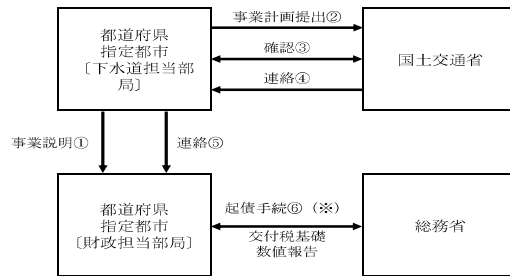 事業計画提出②
都道府県
指定都市
〔下水道担当部
局〕
確認③
国土交通省
連絡④
事業説明①
連絡⑤
都道府県
指定都市
〔財政担当部局〕
起債手続⑥（※）
交付税基礎
数値報告
総務省